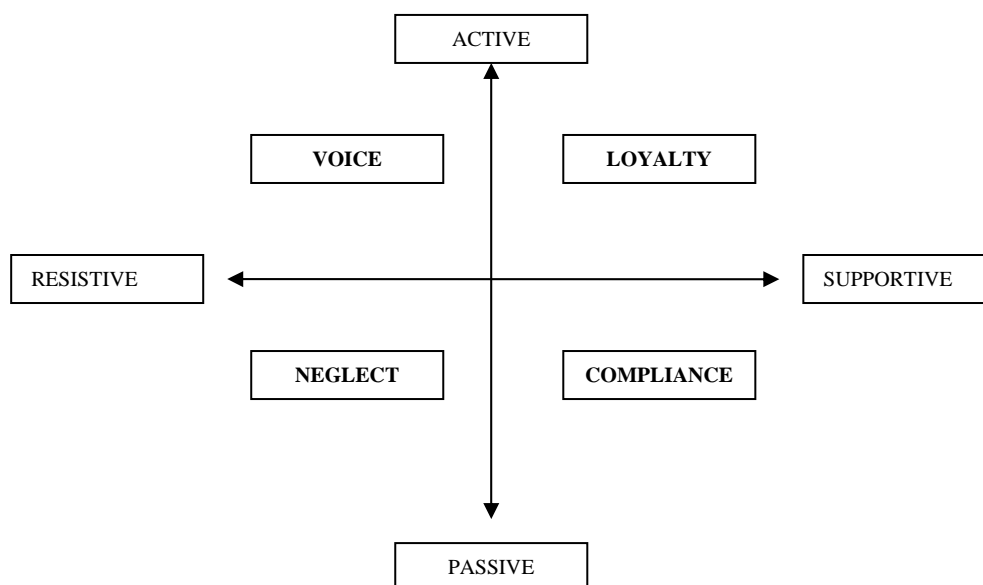 ACTIVE
VOICE
LOYALTY
RESISTIVE
SUPPORTIVE
NEGLECT
COMPLIANCE
PASSIVE